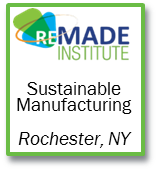 REMADE
INSTITUTE
Sustainable
Manufacturing
Rochester, NY